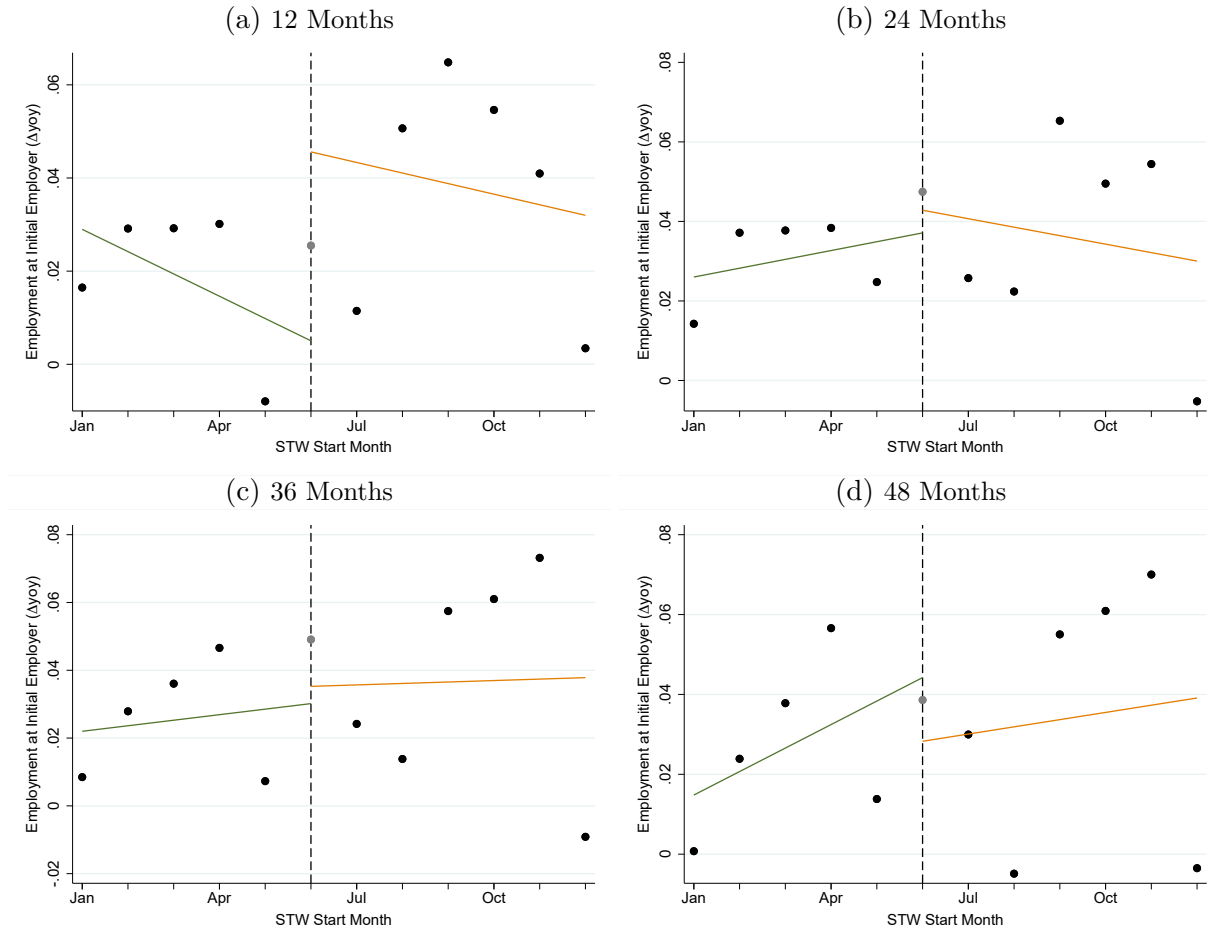 (a) 12 Months
Employment at Initial Employer (Δyoy)
.06
.04
.02
0
Jan
Apr
Jul
Oct
STW Start Month
(b) 24 Months
Employment at Initial Employer (Δyoy)
.08
.06
.04
.02
0
Jan
Apr
Jul
Oct
STW Start Month
(c) 36 Months
Employment at Initial Employer (Δyoy)
.08
.06
.04
.02
0
-.02
Jan
Apr
Jul
Oct
STW Start Month
(d) 48 Months
Employment at Initial Employer (Δyoy)
.08
.06
.04
.02
0
Jan
Apr
Jul
Oct
STW Start Month